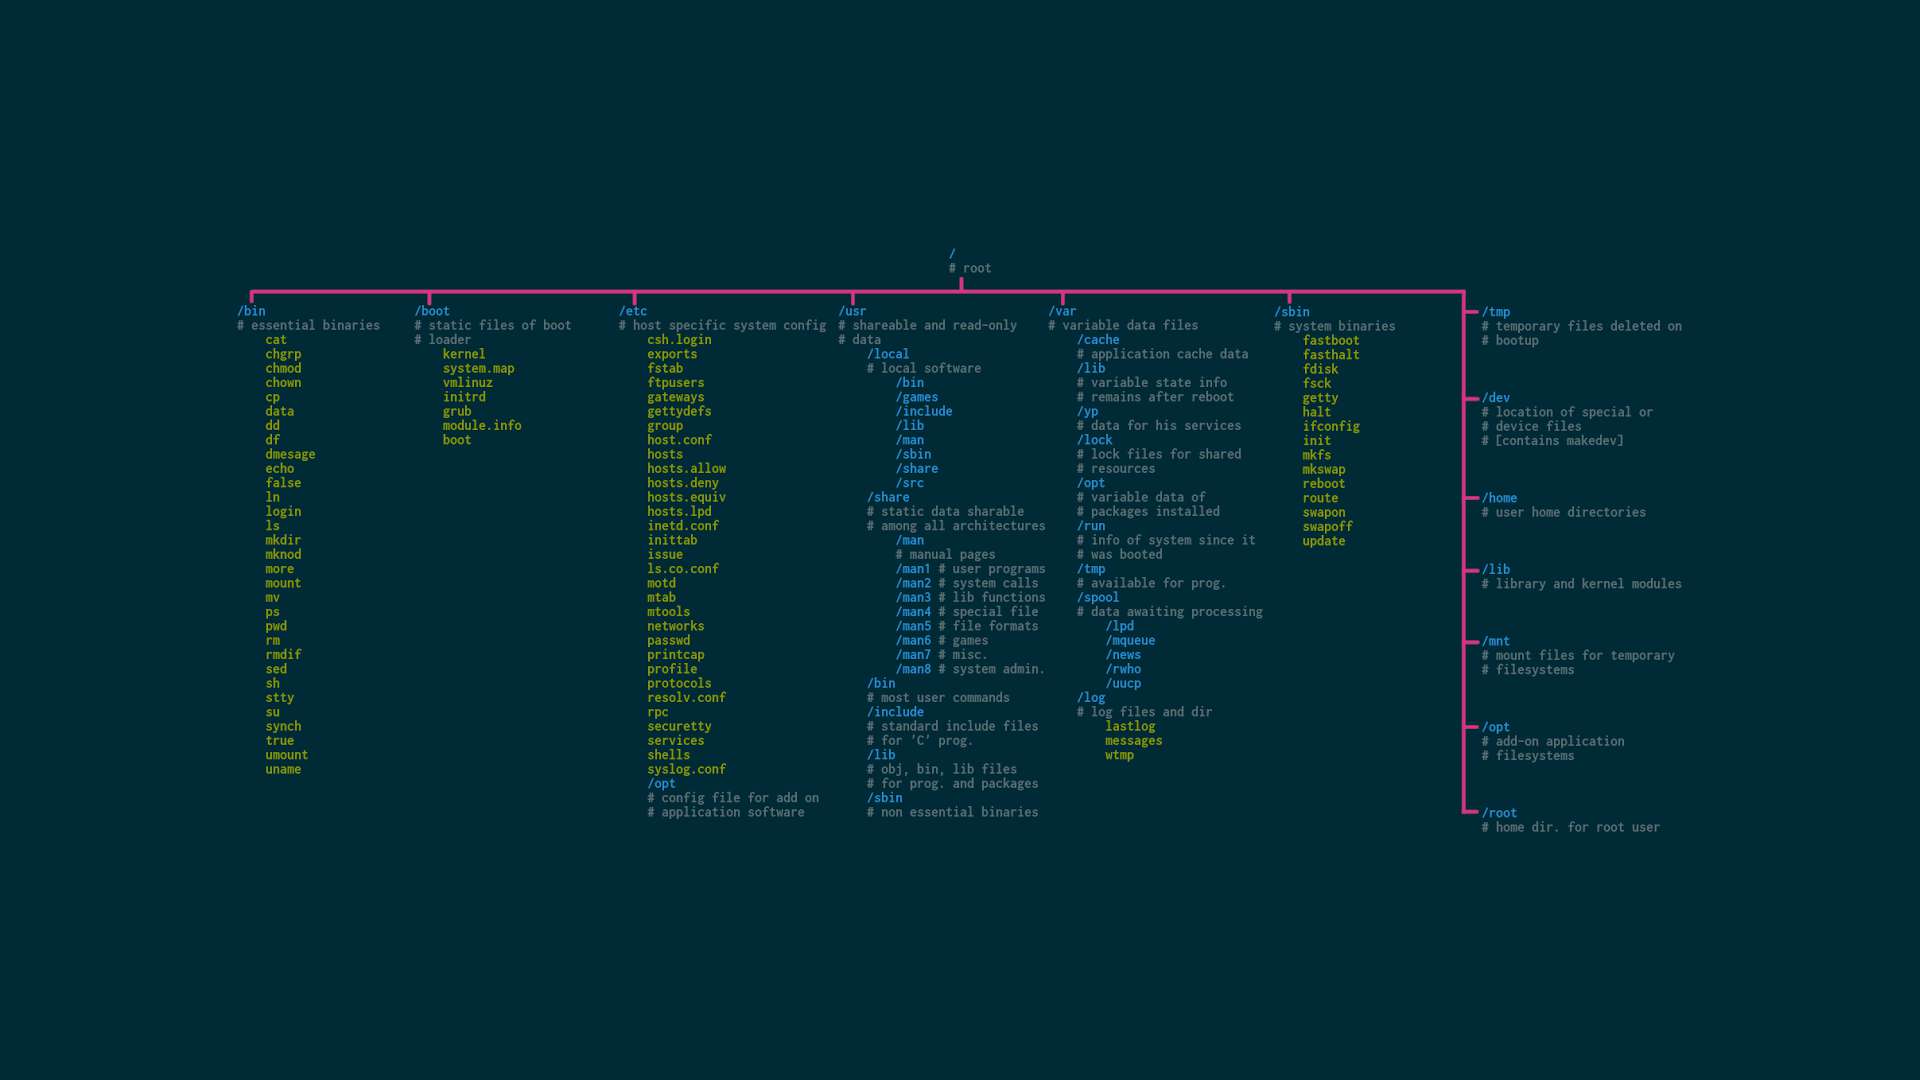 /
# root
/bin
# essential binaries
cat
chgrp
chmod
chown
cp
data
dd
df
dmesage
echo
false
ln
login
ls
mkdir
mknod
more
mount
mv
ps
pwd
rm
rmdif
sed
sh
stty
su
synch
true
umount
uname
/boot
# static files of boot
# loader
kernel
system.map
vmlinuz
initrd
grub
module.info
boot
/etc
# host specific system config
csh.login
exports
fstab
ftpusers
gateways
gettydefs
group
host.conf
hosts
hosts.allow
hosts.deny
hosts.equiv
hosts.lpd
inetd.conf
inittab
issue
ls.co.conf
motd
mtab
mtools
networks
passwd
printcap
profile
protocols
resolv.conf
rpc
securetty
services
shells
syslog.conf
/opt
# config file for add on
# application software
/usr
# shareable and read-only
# data
/local
# local software
/bin
/games
/include
/lib
/man
/sbin
/share
/src
/share
# static data sharable
# among all architectures
/man
# manual pages
/man1 # user programs
/man2 # system calls
/man3 # lib functions
/man4 # special file
/man5 # file formats
/man6 # games
/man7 # misc.
/man8 # system admin.
/bin
# most user commands
/include
# standard include files
# for 'C' prog.
/lib
# obj, bin, lib files
# for prog. and packages
/sbin
# non essential binaries
/var
# variable data files
/cache
# application cache data
/lib
# variable state info
# remains after reboot
/yp
# data for his services
/lock
# lock files for shared
# resources
/opt
# variable data of
# packages installed
/run
# info of system since it
# was booted
/tmp
# available for prog.
/spool
# data awaiting processing
/lpd
/mqueue
/news
/rwho
/uucp
/log
# log files and dir
lastlog
messages
wtmp
/sbin
# system binaries
fastboot
fasthalt
fdisk
fsck
getty
halt
ifconfig
init
mkfs
mkswap
reboot
route
swapon
swapoff
update
/tmp
# temporary files deleted on
# bootup
/dev
# location of special or
# device files
# [contains makedev]
/home
# user home directories
/lib
# library and kernel modules
/mnt
# mount files for temporary
# filesystems
/opt
# add-on application
# filesystems
/root
# home dir. for root user